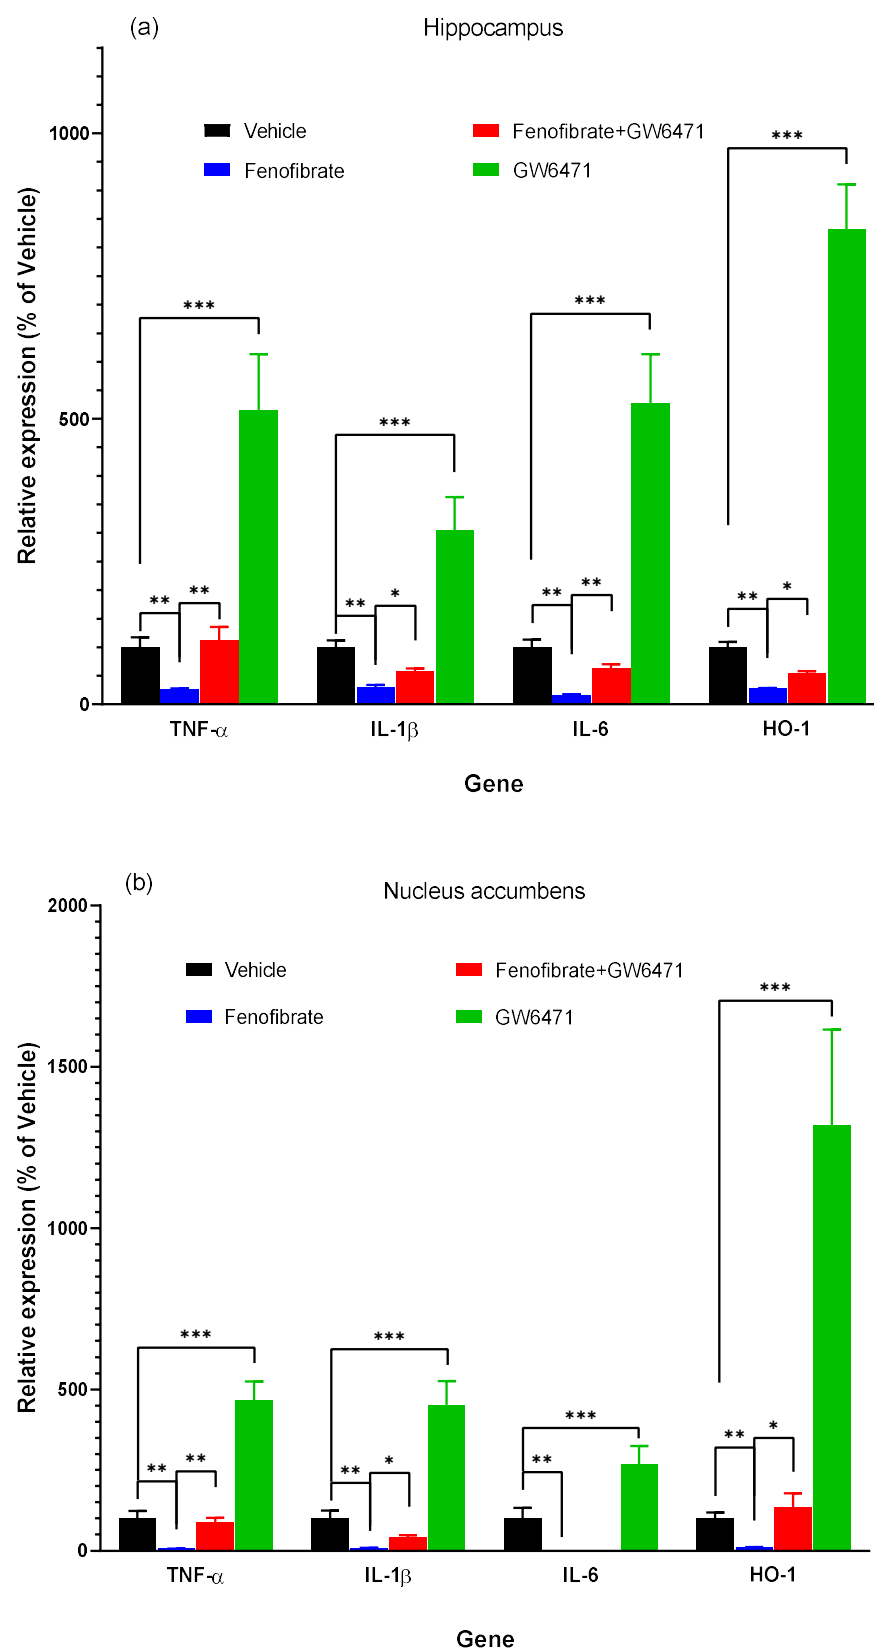 (a)
Hippocampus
Relative expression (% of Vehicle)
1000
500
0
Vehicle
Fenofibrate
Fenofibrate+GW6471
GW6471
*** *** *** ***
** ** ** * ** ** ** *
TNF-α IL-1β IL-6 HO-1
Gene
(b)
Nucleus accumbens
Relative expression (% of Vehicle)
2000
1500
1000
500
0
Vehicle
Fenofibrate
Fenofibrate+GW6471
GW6471
*** *** *** ***
** ** ** * ** ** *
TNF-α IL-1β IL-6 HO-1
Gene